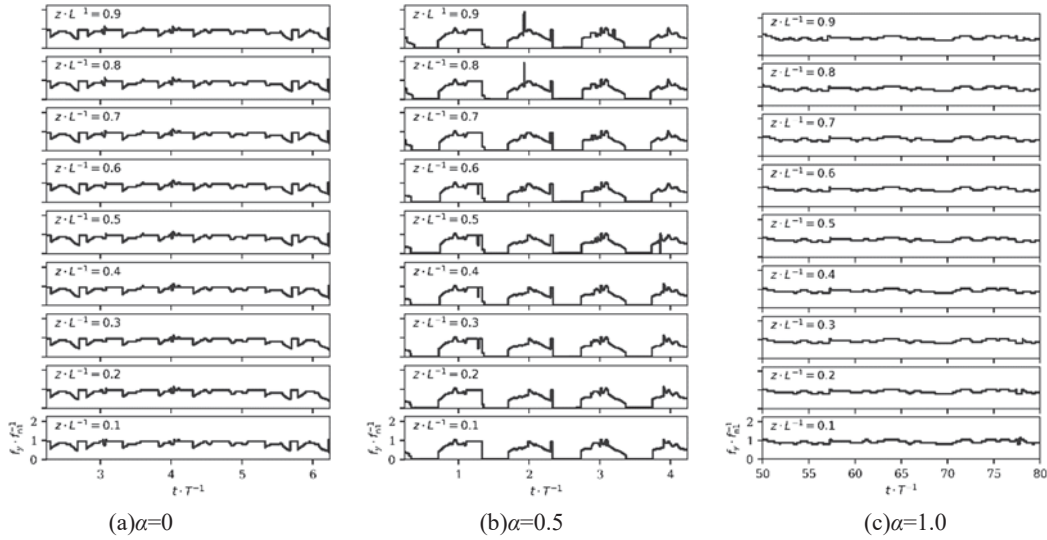 z · L⁻¹ = 0.9
z · L⁻¹ = 0.8
z · L⁻¹ = 0.7
z · L⁻¹ = 0.6
z · L⁻¹ = 0.5
z · L⁻¹ = 0.4
z · L⁻¹ = 0.3
z · L⁻¹ = 0.2
z · L⁻¹ = 0.1
2
1
0
f_y · f_n1⁻¹
3 4 5 6
t · T⁻¹
(a)α=0
z · L⁻¹ = 0.9
z · L⁻¹ = 0.8
z · L⁻¹ = 0.7
z · L⁻¹ = 0.6
z · L⁻¹ = 0.5
z · L⁻¹ = 0.4
z · L⁻¹ = 0.3
z · L⁻¹ = 0.2
z · L⁻¹ = 0.1
2
1
0
f_y · f_n1⁻¹
1 2 3 4
t · T⁻¹
(b)α=0.5
z · L⁻¹ = 0.9
z · L⁻¹ = 0.8
z · L⁻¹ = 0.7
z · L⁻¹ = 0.6
z · L⁻¹ = 0.5
z · L⁻¹ = 0.4
z · L⁻¹ = 0.3
z · L⁻¹ = 0.2
z · L⁻¹ = 0.1
2
1
0
f_y · f_n1⁻¹
50 55 60 65 70 75 80
t · T⁻¹
(c)α=1.0